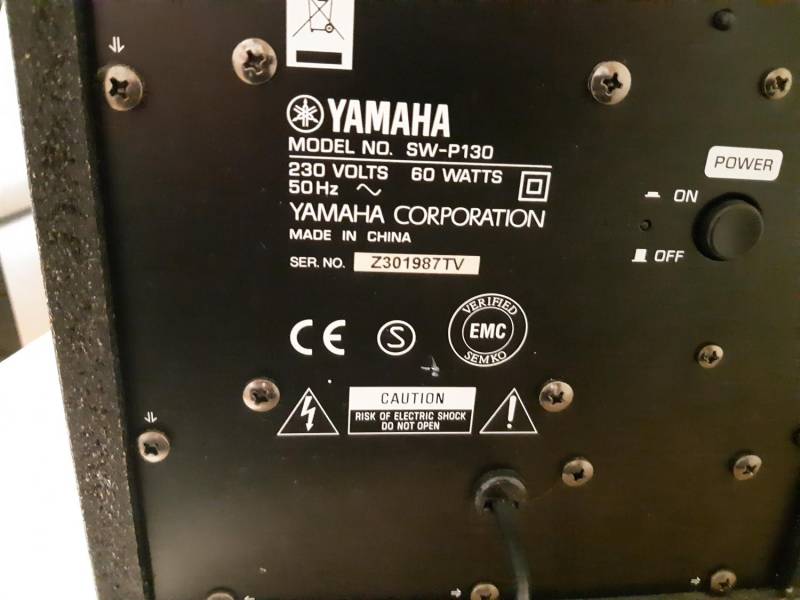 YAMAHA
MODEL NO. SW-P130
230 VOLTS 60 WATTS
50Hz ~
YAMAHA CORPORATION
MADE IN CHINA
SER. NO. Z301987TV
POWER
ON
OFF
CE
S
VERIFIED
EMC
SEMKO
CAUTION
RISK OF ELECTRIC SHOCK
DO NOT OPEN